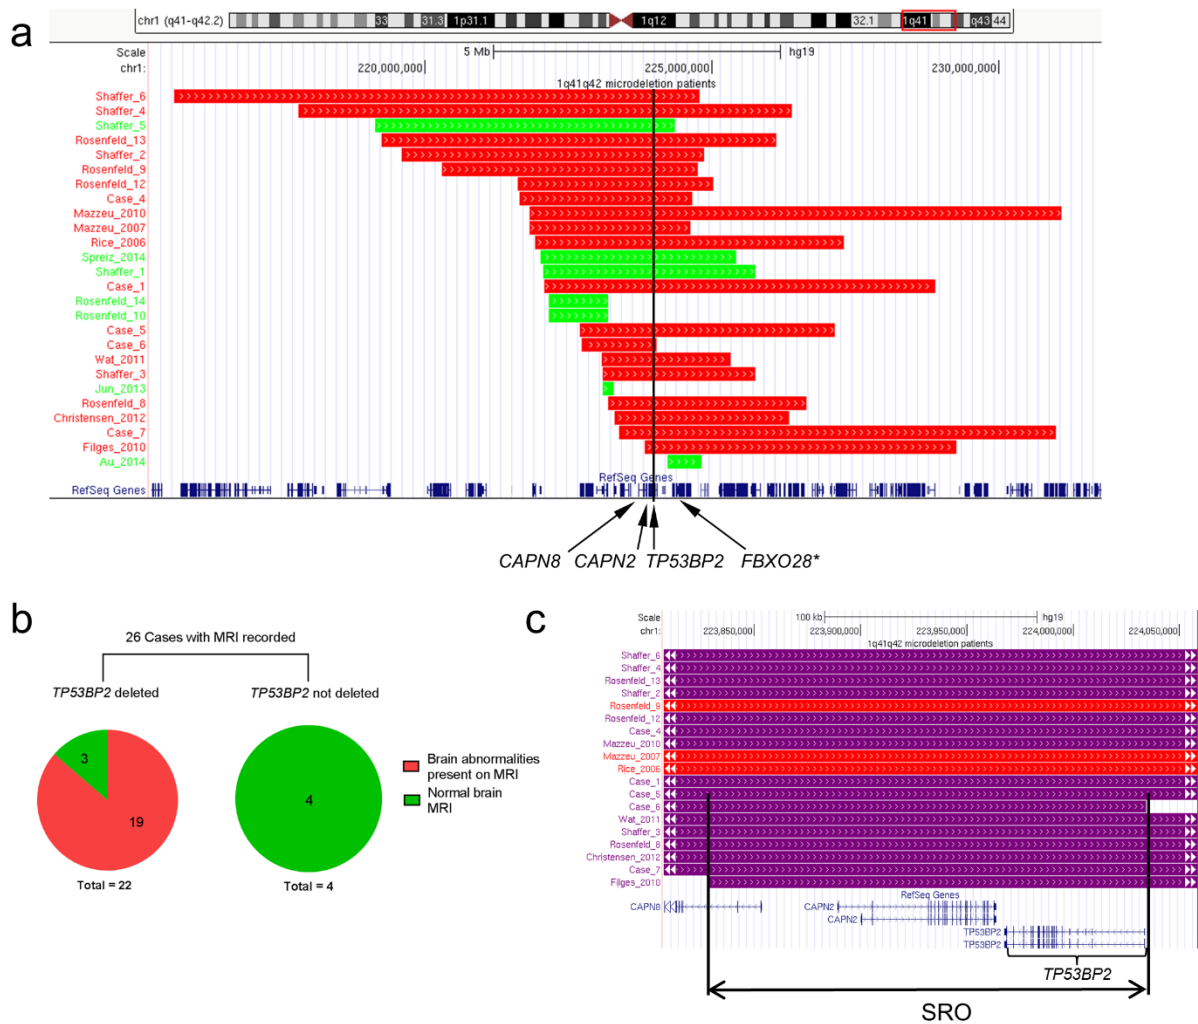 a
chr1 (q41-q42.2) 33 31.3 1p31.1 1q12 32.1 1q41 q43 44
Scale 5 Mb hg19
chr1: 220,000,000 225,000,000 230,000,000
1q41q42 microdeletion patients
Shaffer_6
Shaffer_4
Shaffer_5
Rosenfeld_13
Shaffer_2
Rosenfeld_9
Rosenfeld_12
Case_4
Mazzeu_2010
Mazzeu_2007
Rice_2006
Spreiz_2014
Shaffer_1
Case_1
Rosenfeld_14
Rosenfeld_10
Case_5
Case_6
Wat_2011
Shaffer_3
Jun_2013
Rosenfeld_8
Christensen_2012
Case_7
Filges_2010
Au_2014
RefSeq Genes
RefSeq Genes
CAPN8 CAPN2 TP53BP2 FBXO28*
b
26 Cases with MRI recorded
TP53BP2 deleted TP53BP2 not deleted
3
19
4
Brain abnormalities
present on MRI
Normal brain
MRI
Total = 22 Total = 4
c
Scale 100 kb hg19
chr1: 223,850,000 223,900,000 223,950,000 224,000,000 224,050,000
1q41q42 microdeletion patients
Shaffer_6
Shaffer_4
Rosenfeld_13
Shaffer_2
Rosenfeld_9
Rosenfeld_12
Case_4
Mazzeu_2010
Mazzeu_2007
Rice_2006
Case_1
Case_5
Case_6
Wat_2011
Shaffer_3
Rosenfeld_8
Christensen_2012
Case_7
Filges_2010
RefSeq Genes
CAPN8 CAPN2
CAPN2
TP53BP2
TP53BP2
TP53BP2
SRO